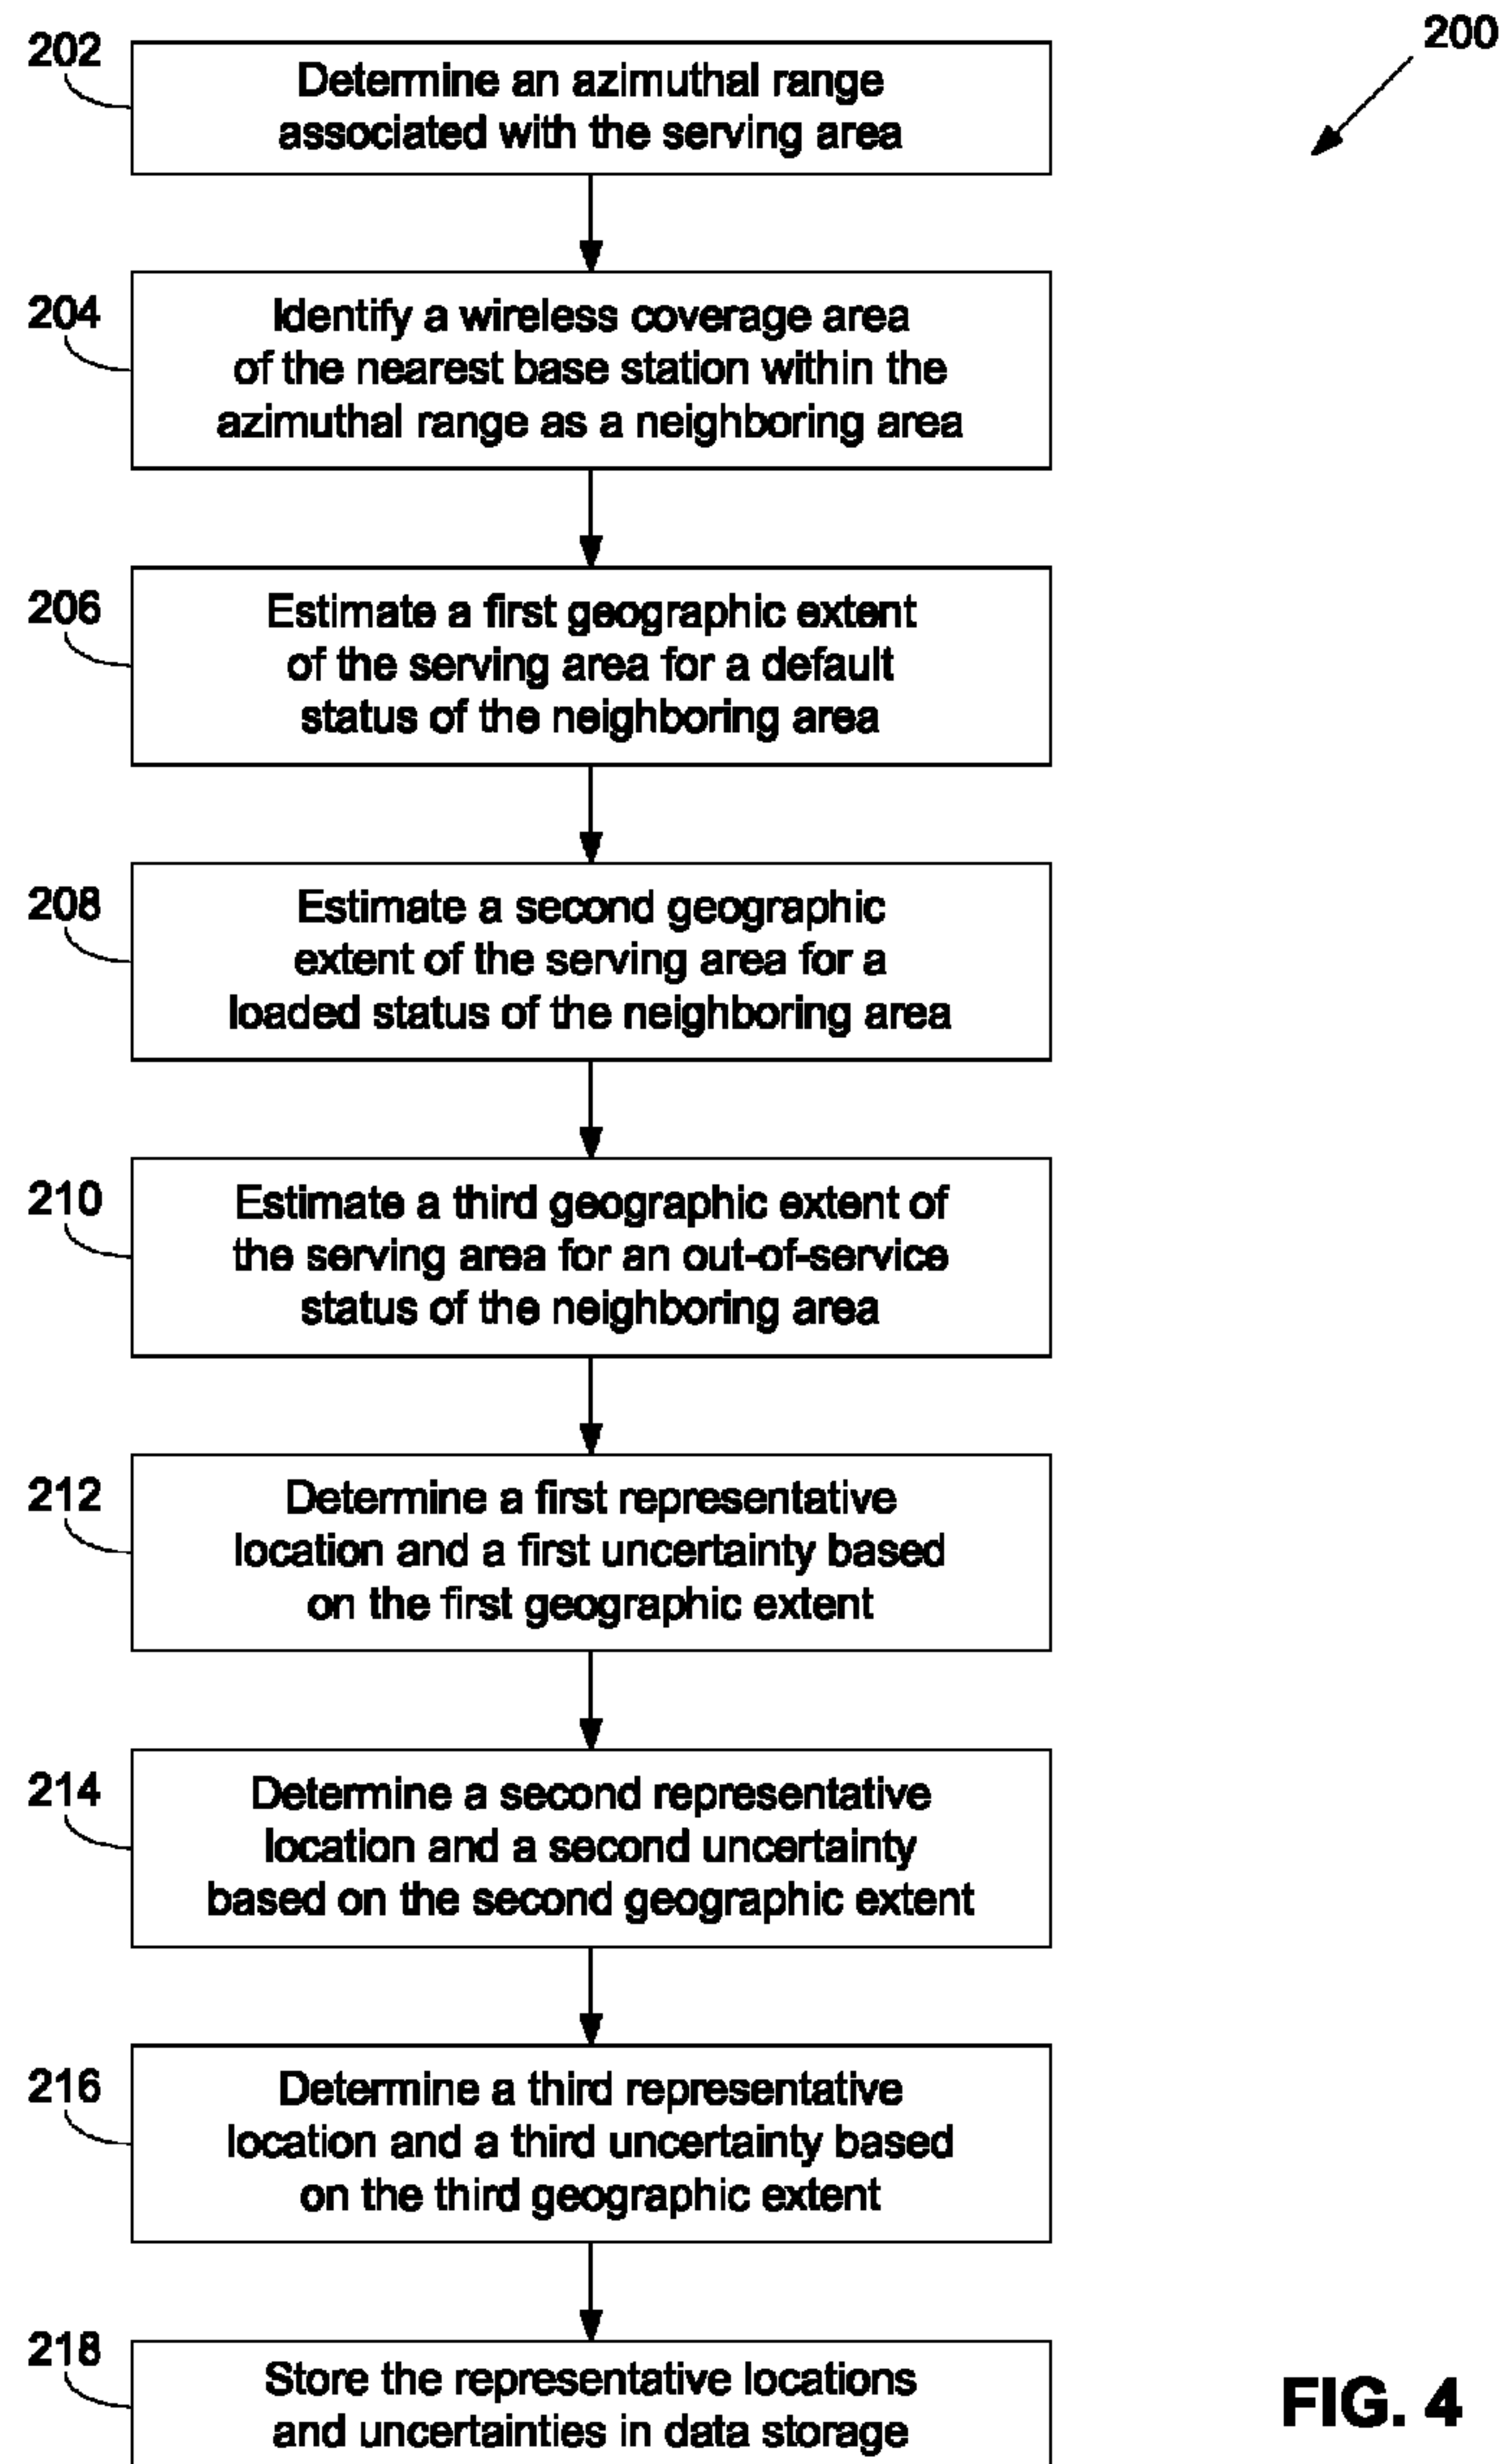 200
202
Determine an azimuthal range
associated with the serving area
204
Identify a wireless coverage area
of the nearest base station within the
azimuthal range as a neighboring area
206
Estimate a first geographic extent
of the serving area for a default
status of the neighboring area
208
Estimate a second geographic
extent of the serving area for a
loaded status of the neighboring area
210
Estimate a third geographic extent of
the serving area for an out-of-service
status of the neighboring area
212
Determine a first representative
location and a first uncertainty based
on the first geographic extent
214
Determine a second representative
location and a second uncertainty
based on the second geographic extent
216
Determine a third representative
location and a third uncertainty based
on the third geographic extent
218
Store the representative locations
and uncertainties in data storage
FIG. 4